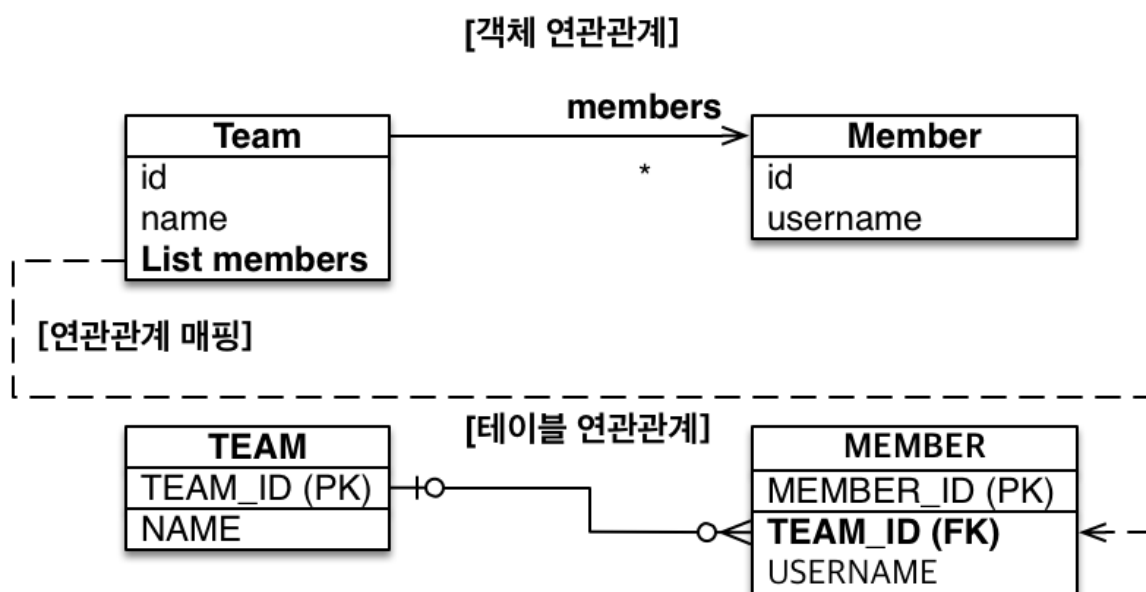 [객체 연관관계]
members
Team
Member
*
id
name
List members
id
username
[연관관계 매핑]
[테이블 연관관계]
TEAM
TEAM_ID (PK)
NAME
MEMBER
MEMBER_ID (PK)
TEAM_ID (FK)
USERNAME